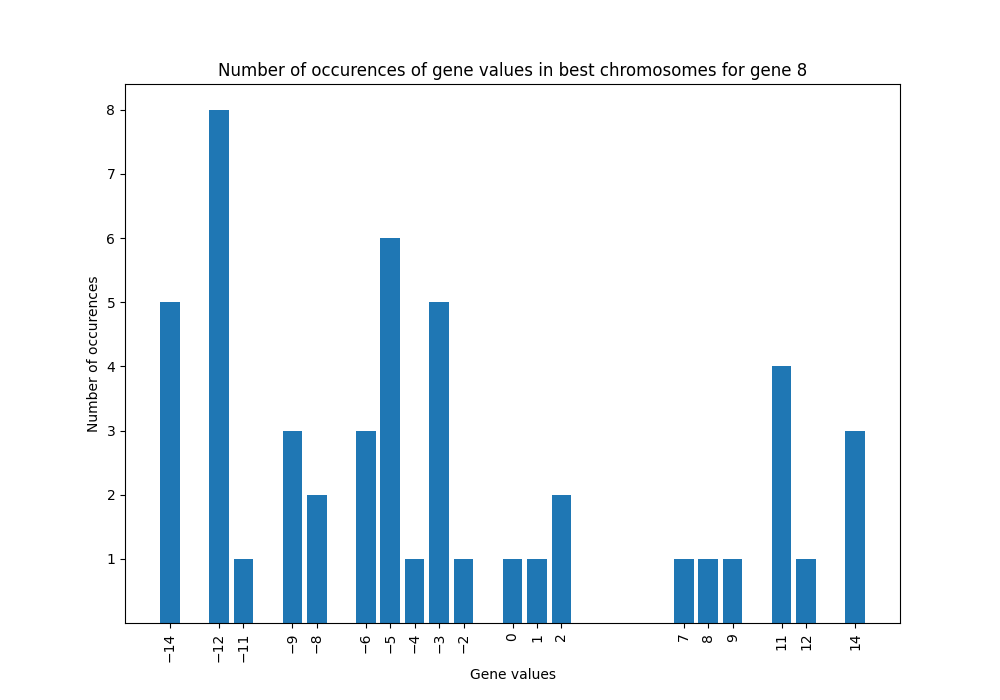 Number of occurences of gene values in best chromosomes for gene 8
8
7
6
5
4
3
2
1
Number of occurences
−14 −12 −11 −9 −8 −6 −5 −4 −3 −2 0 1 2 7 8 9 11 12 14
Gene values